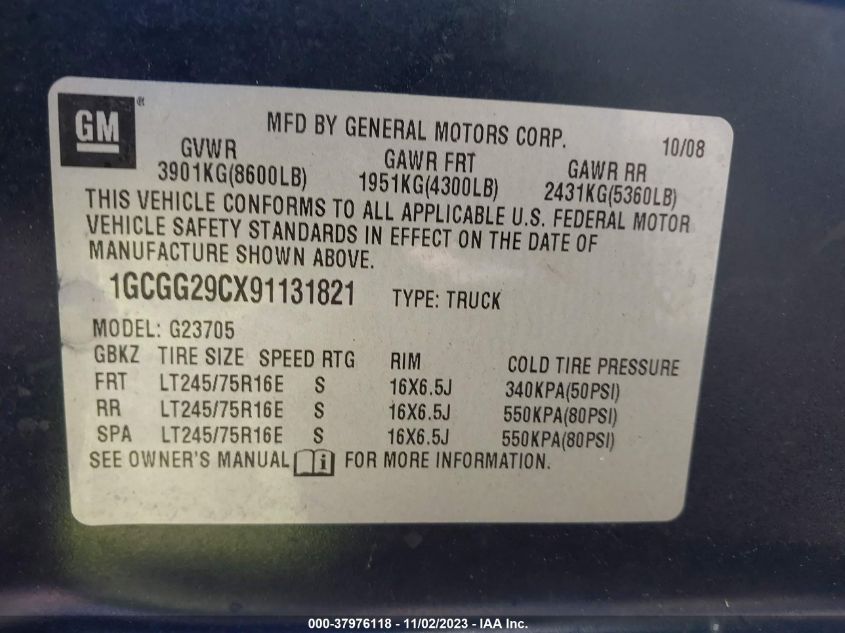 GM ®
MFD BY GENERAL MOTORS CORP. 10/08
GVWR GAWR FRT GAWR RR
3901KG(8600LB) 1951KG(4300LB) 2431KG(5360LB)
THIS VEHICLE CONFORMS TO ALL APPLICABLE U.S. FEDERAL MOTOR
VEHICLE SAFETY STANDARDS IN EFFECT ON THE DATE OF
MANUFACTURE SHOWN ABOVE.
1GCGG29CX91131821 TYPE: TRUCK
MODEL: G23705
GBKZ TIRE SIZE SPEED RTG RIM COLD TIRE PRESSURE
FRT LT245/75R16E S 16X6.5J 340KPA(50PSI)
RR LT245/75R16E S 16X6.5J 550KPA(80PSI)
SPA LT245/75R16E S 16X6.5J 550KPA(80PSI)
SEE OWNER'S MANUAL i FOR MORE INFORMATION.
000-37976118 - 11/02/2023 - IAA Inc.